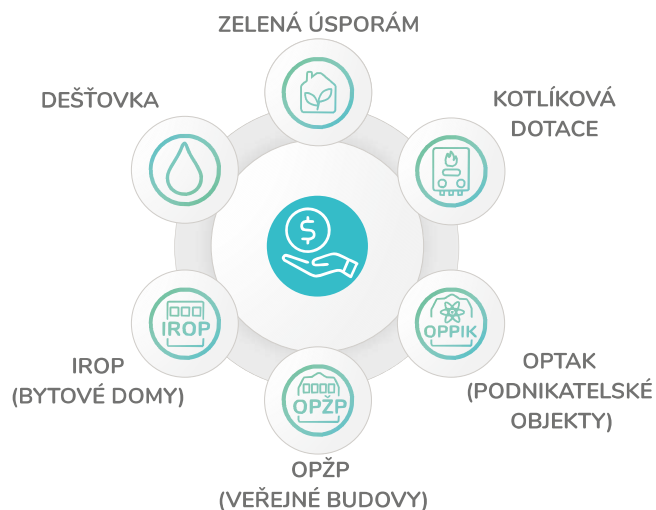 ZELENÁ ÚSPORÁM
DEŠŤOVKA
KOTLÍKOVÁ
DOTACE
$
IROP
OPPIK
IROP
(BYTOVÉ DOMY)
OPTAK
(PODNIKATELSKÉ
OBJEKTY)
OPŽP
OPŽP
(VEŘEJNÉ BUDOVY)